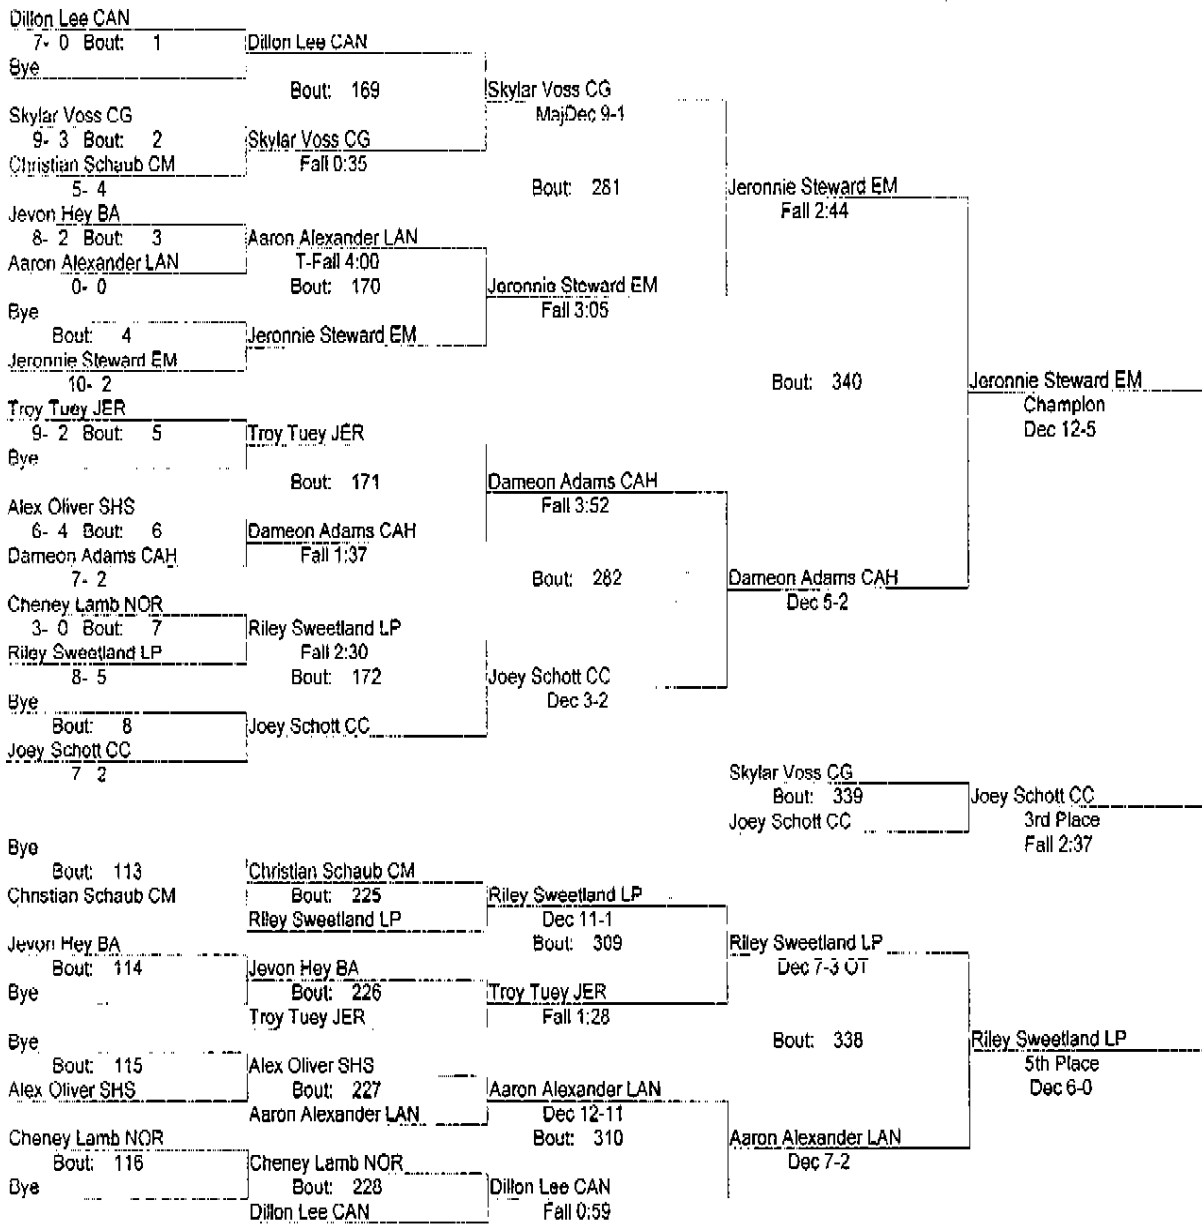 Dillon Lee CAN
7- 0 Bout: 1
Bye
Dillon Lee CAN
Bout: 169
Skylar Voss CG
9- 3 Bout: 2
Christian Schaub CM
5- 4
Skylar Voss CG
Fall 0:35
Skylar Voss CG
MajDec 9-1
Jevon Hey BA
8- 2 Bout: 3
Aaron Alexander LAN
0- 0
Aaron Alexander LAN
T-Fall 4:00
Bout: 170
Bye
Bout: 4
Jeronnie Steward EM
10- 2
Jeronnie Steward EM
Jeronnie Steward EM
Fall 3:05
Bout: 281
Jeronnie Steward EM
Fall 2:44
Troy Tuey JER
9- 2 Bout: 5
Bye
Troy Tuey JER
Bout: 171
Alex Oliver SHS
6- 4 Bout: 6
Dameon Adams CAH
7- 2
Dameon Adams CAH
Fall 1:37
Dameon Adams CAH
Fall 3:52
Cheney Lamb NOR
3- 0 Bout: 7
Riley Sweetland LP
8- 5
Riley Sweetland LP
Fall 2:30
Bout: 172
Bye
Bout: 8
Joey Schott CC
7 2
Joey Schott CC
Joey Schott CC
Dec 3-2
Bout: 282
Dameon Adams CAH
Dec 5-2
Bout: 340
Jeronnie Steward EM
Champion
Dec 12-5
Skylar Voss CG
Bout: 339
Joey Schott CC
Joey Schott CC
3rd Place
Fall 2:37
Bye
Bout: 113
Christian Schaub CM
Christian Schaub CM
Bout: 225
Riley Sweetland LP
Riley Sweetland LP
Dec 11-1
Bout: 309
Jevon Hey BA
Bout: 114
Bye
Jevon Hey BA
Bout: 226
Troy Tuey JER
Troy Tuey JER
Fall 1:28
Riley Sweetland LP
Dec 7-3 OT
Bye
Bout: 115
Alex Oliver SHS
Alex Oliver SHS
Bout: 227
Aaron Alexander LAN
Aaron Alexander LAN
Dec 12-11
Bout: 310
Cheney Lamb NOR
Bout: 116
Bye
Cheney Lamb NOR
Bout: 228
Dillon Lee CAN
Dillon Lee CAN
Fall 0:59
Aaron Alexander LAN
Dec 7-2
Bout: 338
Riley Sweetland LP
5th Place
Dec 6-0